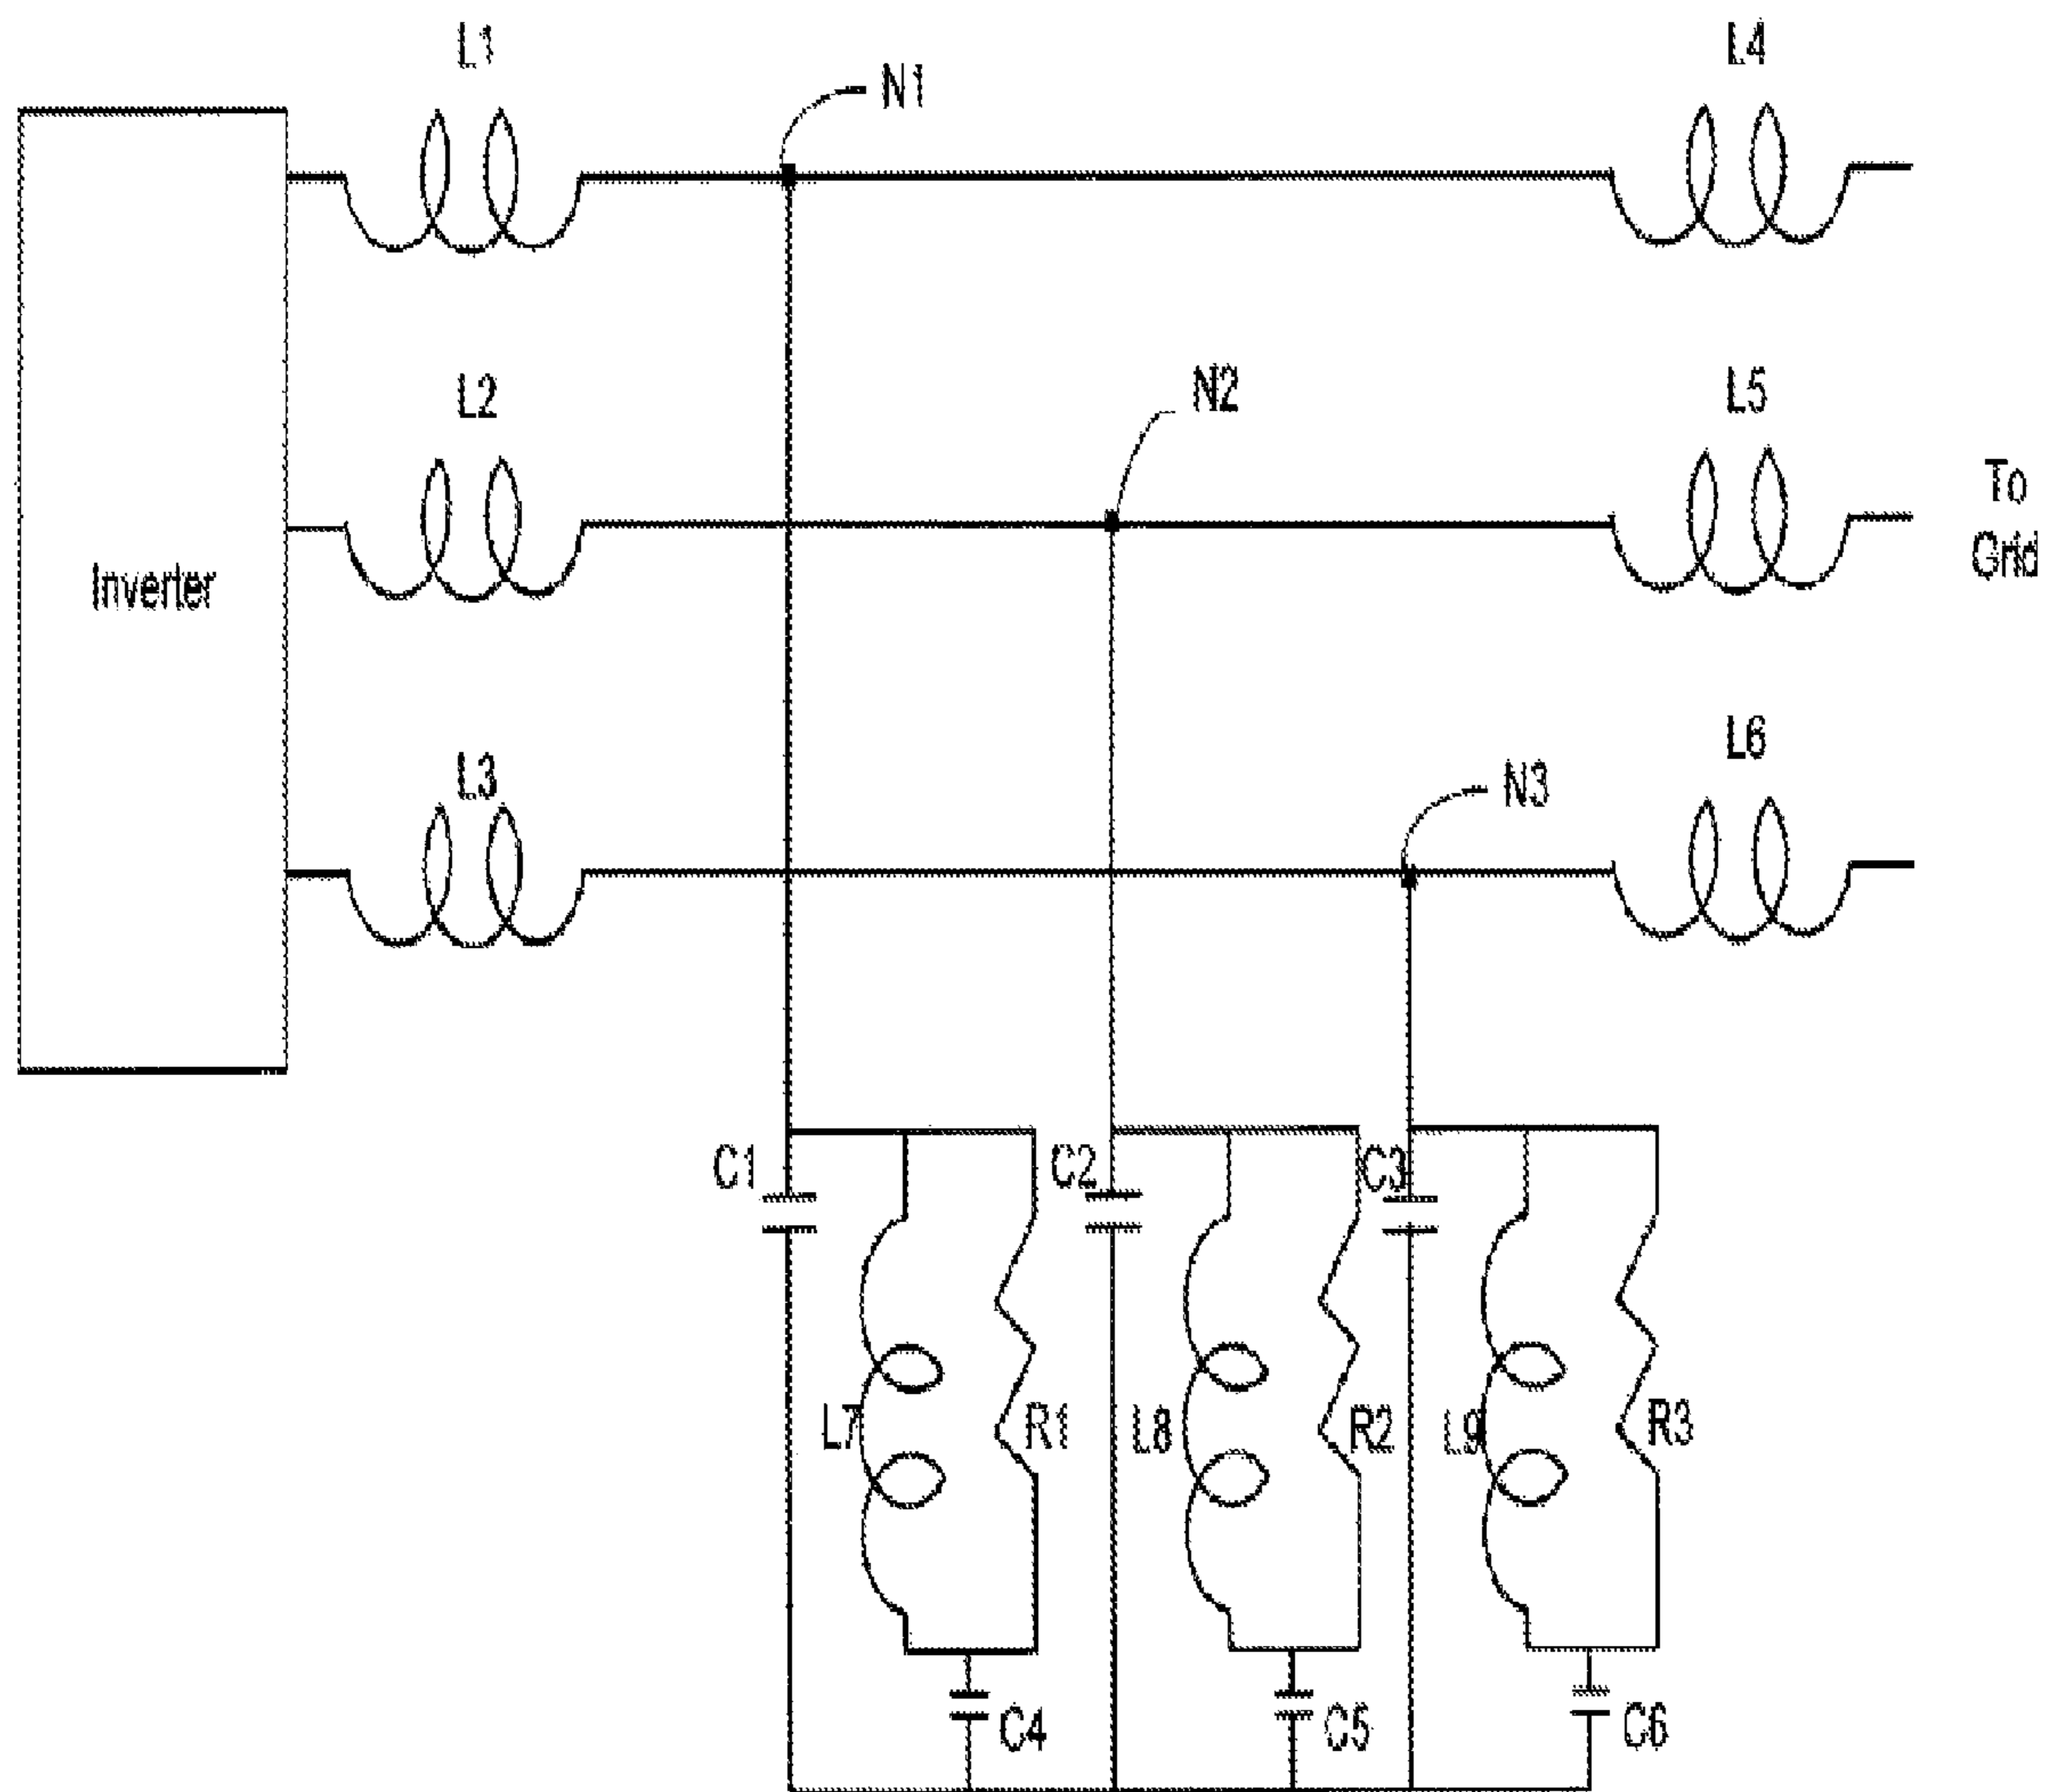 L1
L4
N1
L2
N2
L5
To
Grid
Inverter
L3
N3
L6
C1
C2
C3
L7
R1
L8
R2
L9
R3
C4
C5
C6